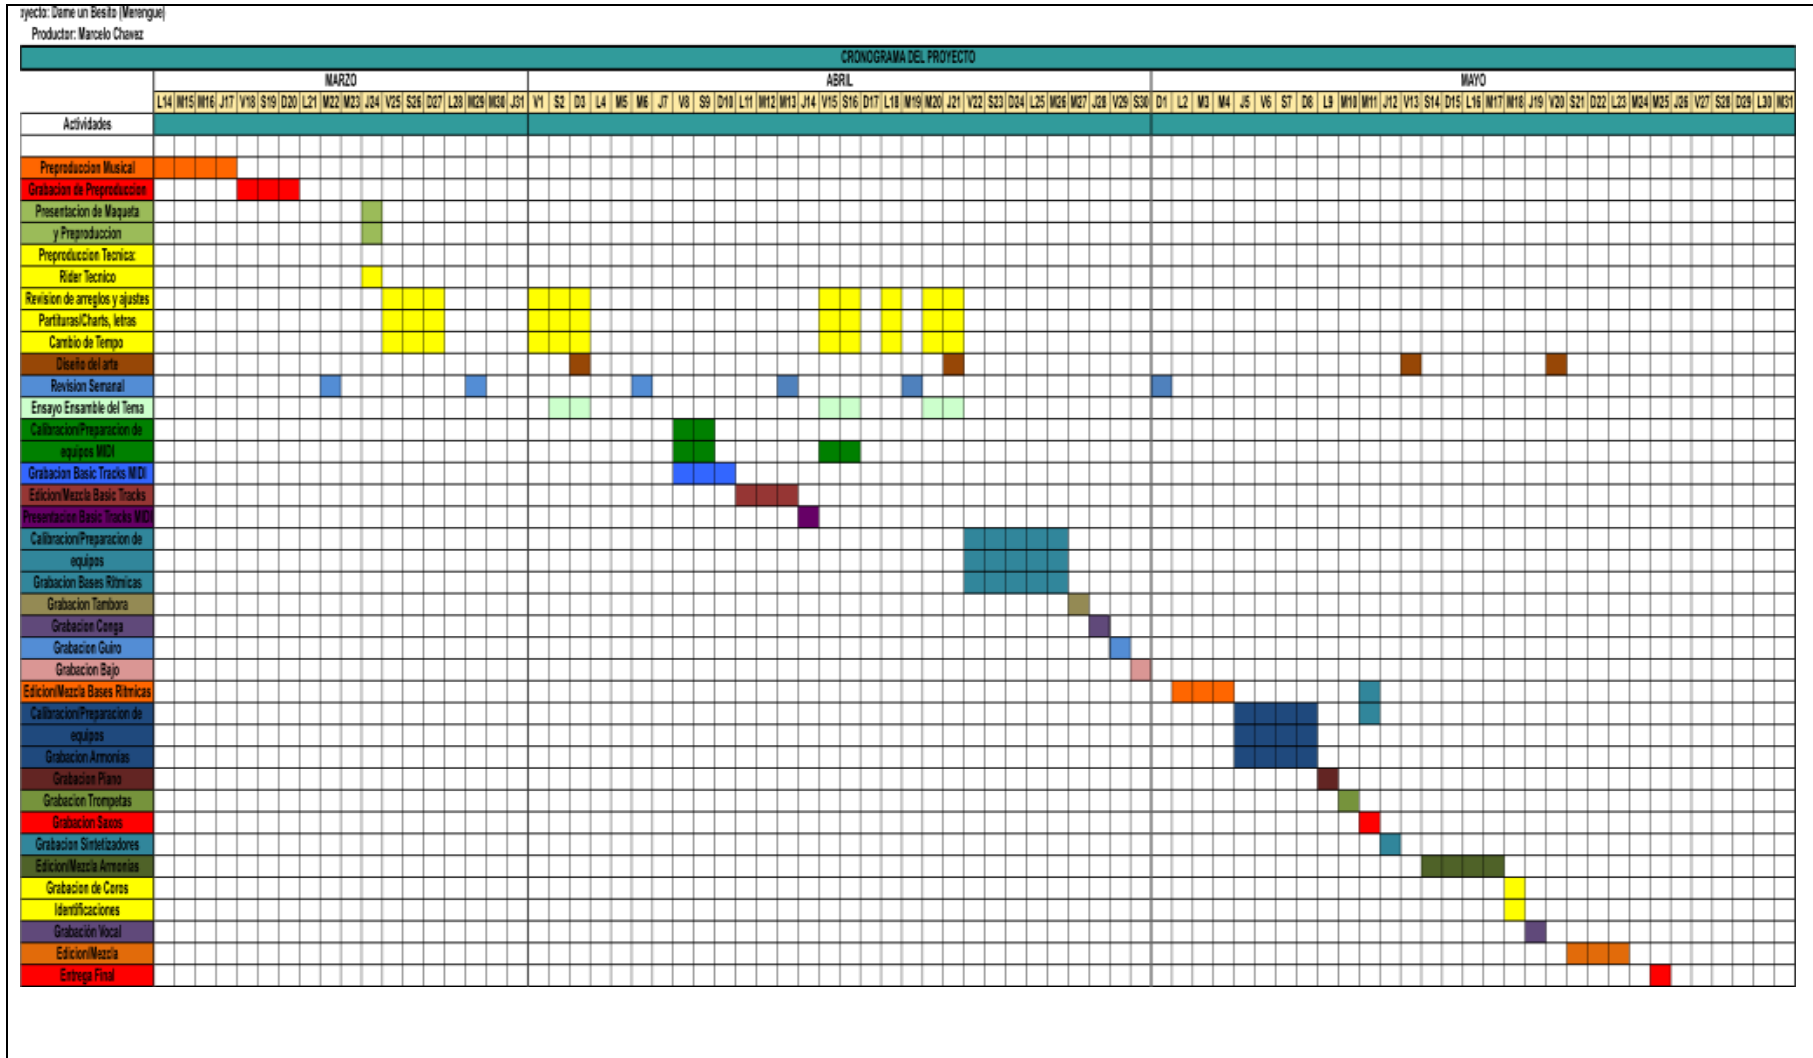 yecto: Dame un Besito (Merengue)
Productor: Marcelo Chavez
CRONOGRAMA DEL PROYECTO
MARZO ABRIL MAYO
L14 M15 M16 J17 V18 S19 D20 L21 M22 M23 J24 V25 S26 D27 L28 M29 M30 J31 V1 S2 D3 L4 M5 M6 J7 V8 S9 D10 L11 M12 M13 J14 V15 S16 D17 L18 M19 M20 J21 V22 S23 D24 L25 M26 M27 J28 V29 S30 D1 L2 M3 M4 J5 V6 S7 D8 L9 M10 M11 J12 V13 S14 D15 L16 M17 M18 J19 V20 S21 D22 L23 M24 M25 J26 V27 S28 D29 L30 M31
Actividades
Preproduccion Musical
Grabacion de Preproduccion
Presentacion de Maqueta
y Preproduccion
Preproduccion Tecnica:
Rider Tecnico
Revision de arreglos y ajustes
Partituras/Charts, letras
Cambio de Tempo
Diseño del arte
Revision Semanal
Ensayo Ensamble del Tema
Calibracion/Preparacion de
equipos MIDI
Grabacion Basic Tracks MIDI
Edicion/Mezcla Basic Tracks
Presentacion Basic Tracks MIDI
Calibracion/Preparacion de
equipos
Grabacion Bases Ritmicas
Grabacion Tambora
Grabacion Conga
Grabacion Guiro
Grabacion Bajo
Edicion/Mezcla Bases Ritmicas
Calibracion/Preparacion de
equipos
Grabacion Armonias
Grabacion Piano
Grabacion Trompetas
Grabacion Saxos
Grabacion Sintetizadores
Edicion/Mezcla Armonias
Grabacion de Coros
Identificaciones
Grabación Vocal
Edicion/Mezcla
Entrega Final